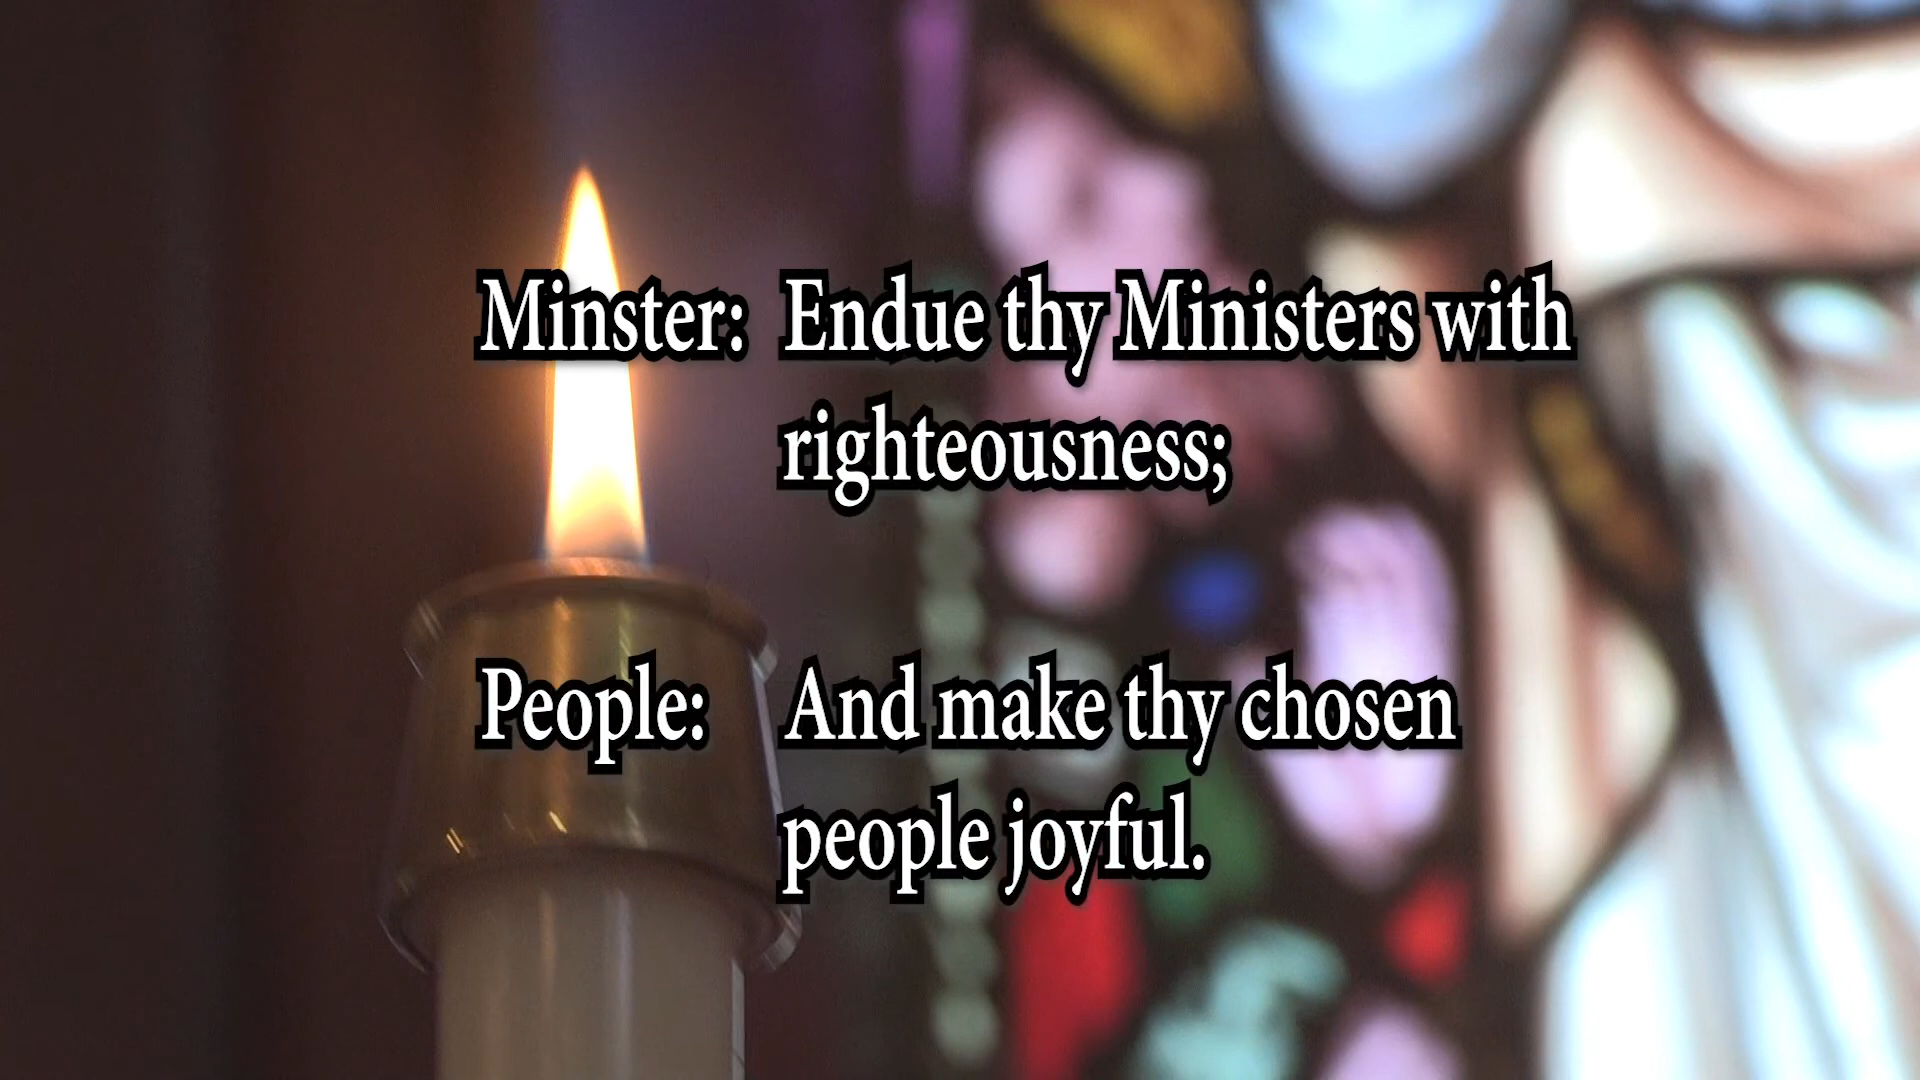 Minster: Endue thy Ministers with
righteousness;
People: And make thy chosen
people joyful.